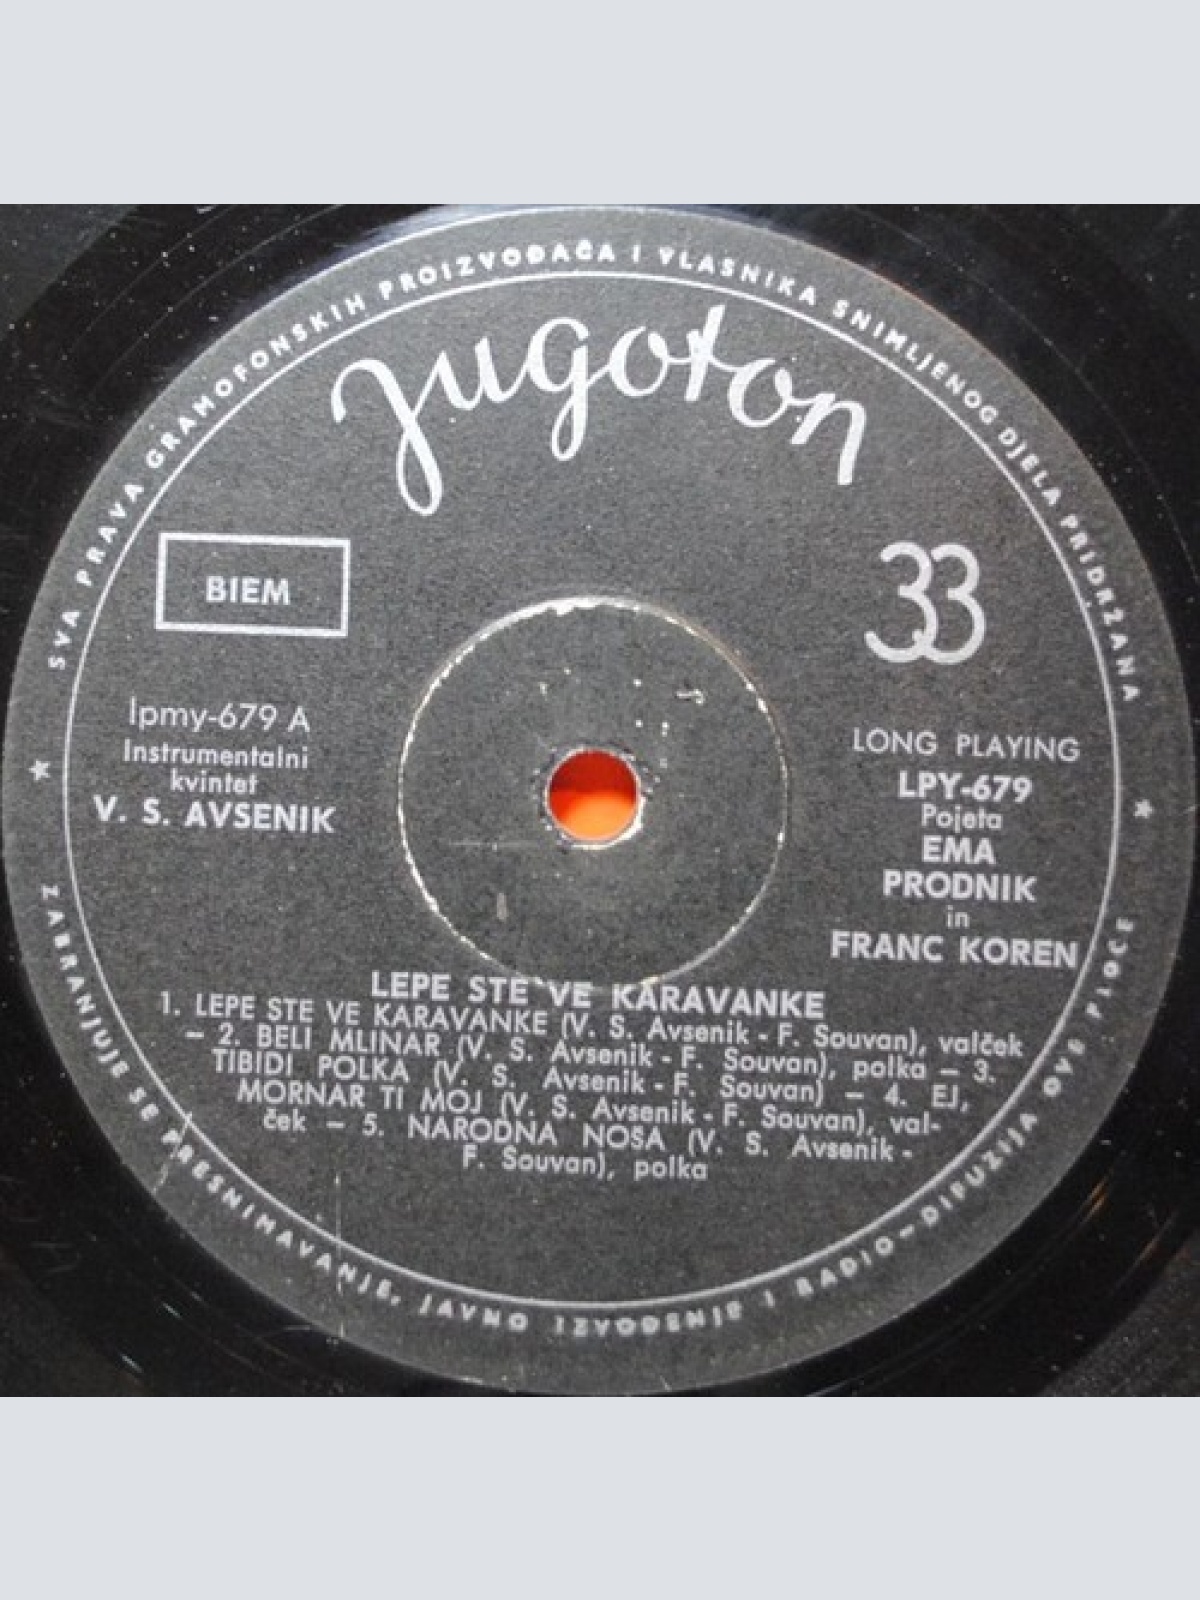 SVA PRAVA GRAMOFONSKIH PROIZVOĐAČA I VLASNIKA SNIMLJENOG DJELA PRIDRŽANA
Jugoton
BIEM
33
lpmy-679 A
Instrumentalni
kvintet
V. S. AVSENIK
LONG PLAYING
LPY-679
Pojeta
EMA
PRODNIK
in
FRANC KOREN
LEPE STE VE KARAVANKE
1. LEPE STE VE KARAVANKE (V. S. Avsenik - F. Souvan), valček
– 2. BELI MLINAR (V. S. Avsenik - F. Souvan), polka – 3.
TIBIDI POLKA (V. S. Avsenik - F. Souvan) – 4. EJ,
MORNAR TI MOJ (V. S. Avsenik - F. Souvan), val-
ček – 5. NARODNA NOSA (V. S. Avsenik -
F. Souvan), polka
ZABRANJUJE SE PRESNIMAVANJE, JAVNO IZVOĐENJE I RADIO–DIFUZIJA OVE PLOČE